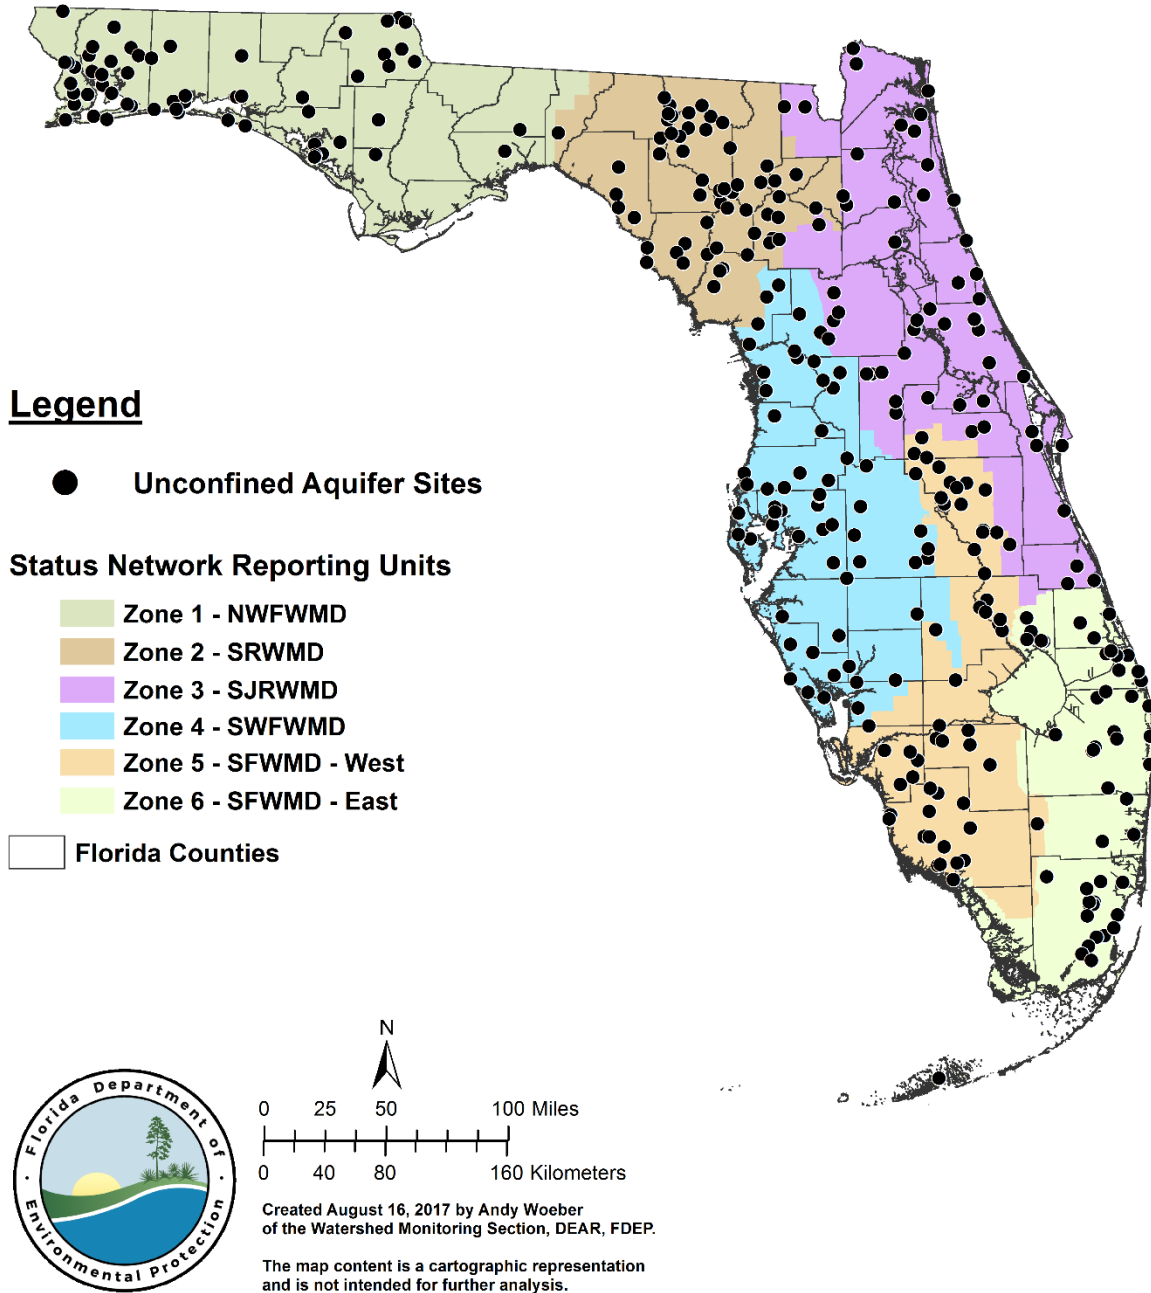 Legend
Unconfined Aquifer Sites
Status Network Reporting Units
Zone 1 - NWFWMD
Zone 2 - SRWMD
Zone 3 - SJRWMD
Zone 4 - SWFWMD
Zone 5 - SFWMD - West
Zone 6 - SFWMD - East
Florida Counties
N
0 25 50 100 Miles
0 40 80 160 Kilometers
Florida Department of
Environmental Protection
Created August 16, 2017 by Andy Woeber
of the Watershed Monitoring Section, DEAR, FDEP.
The map content is a cartographic representation
and is not intended for further analysis.